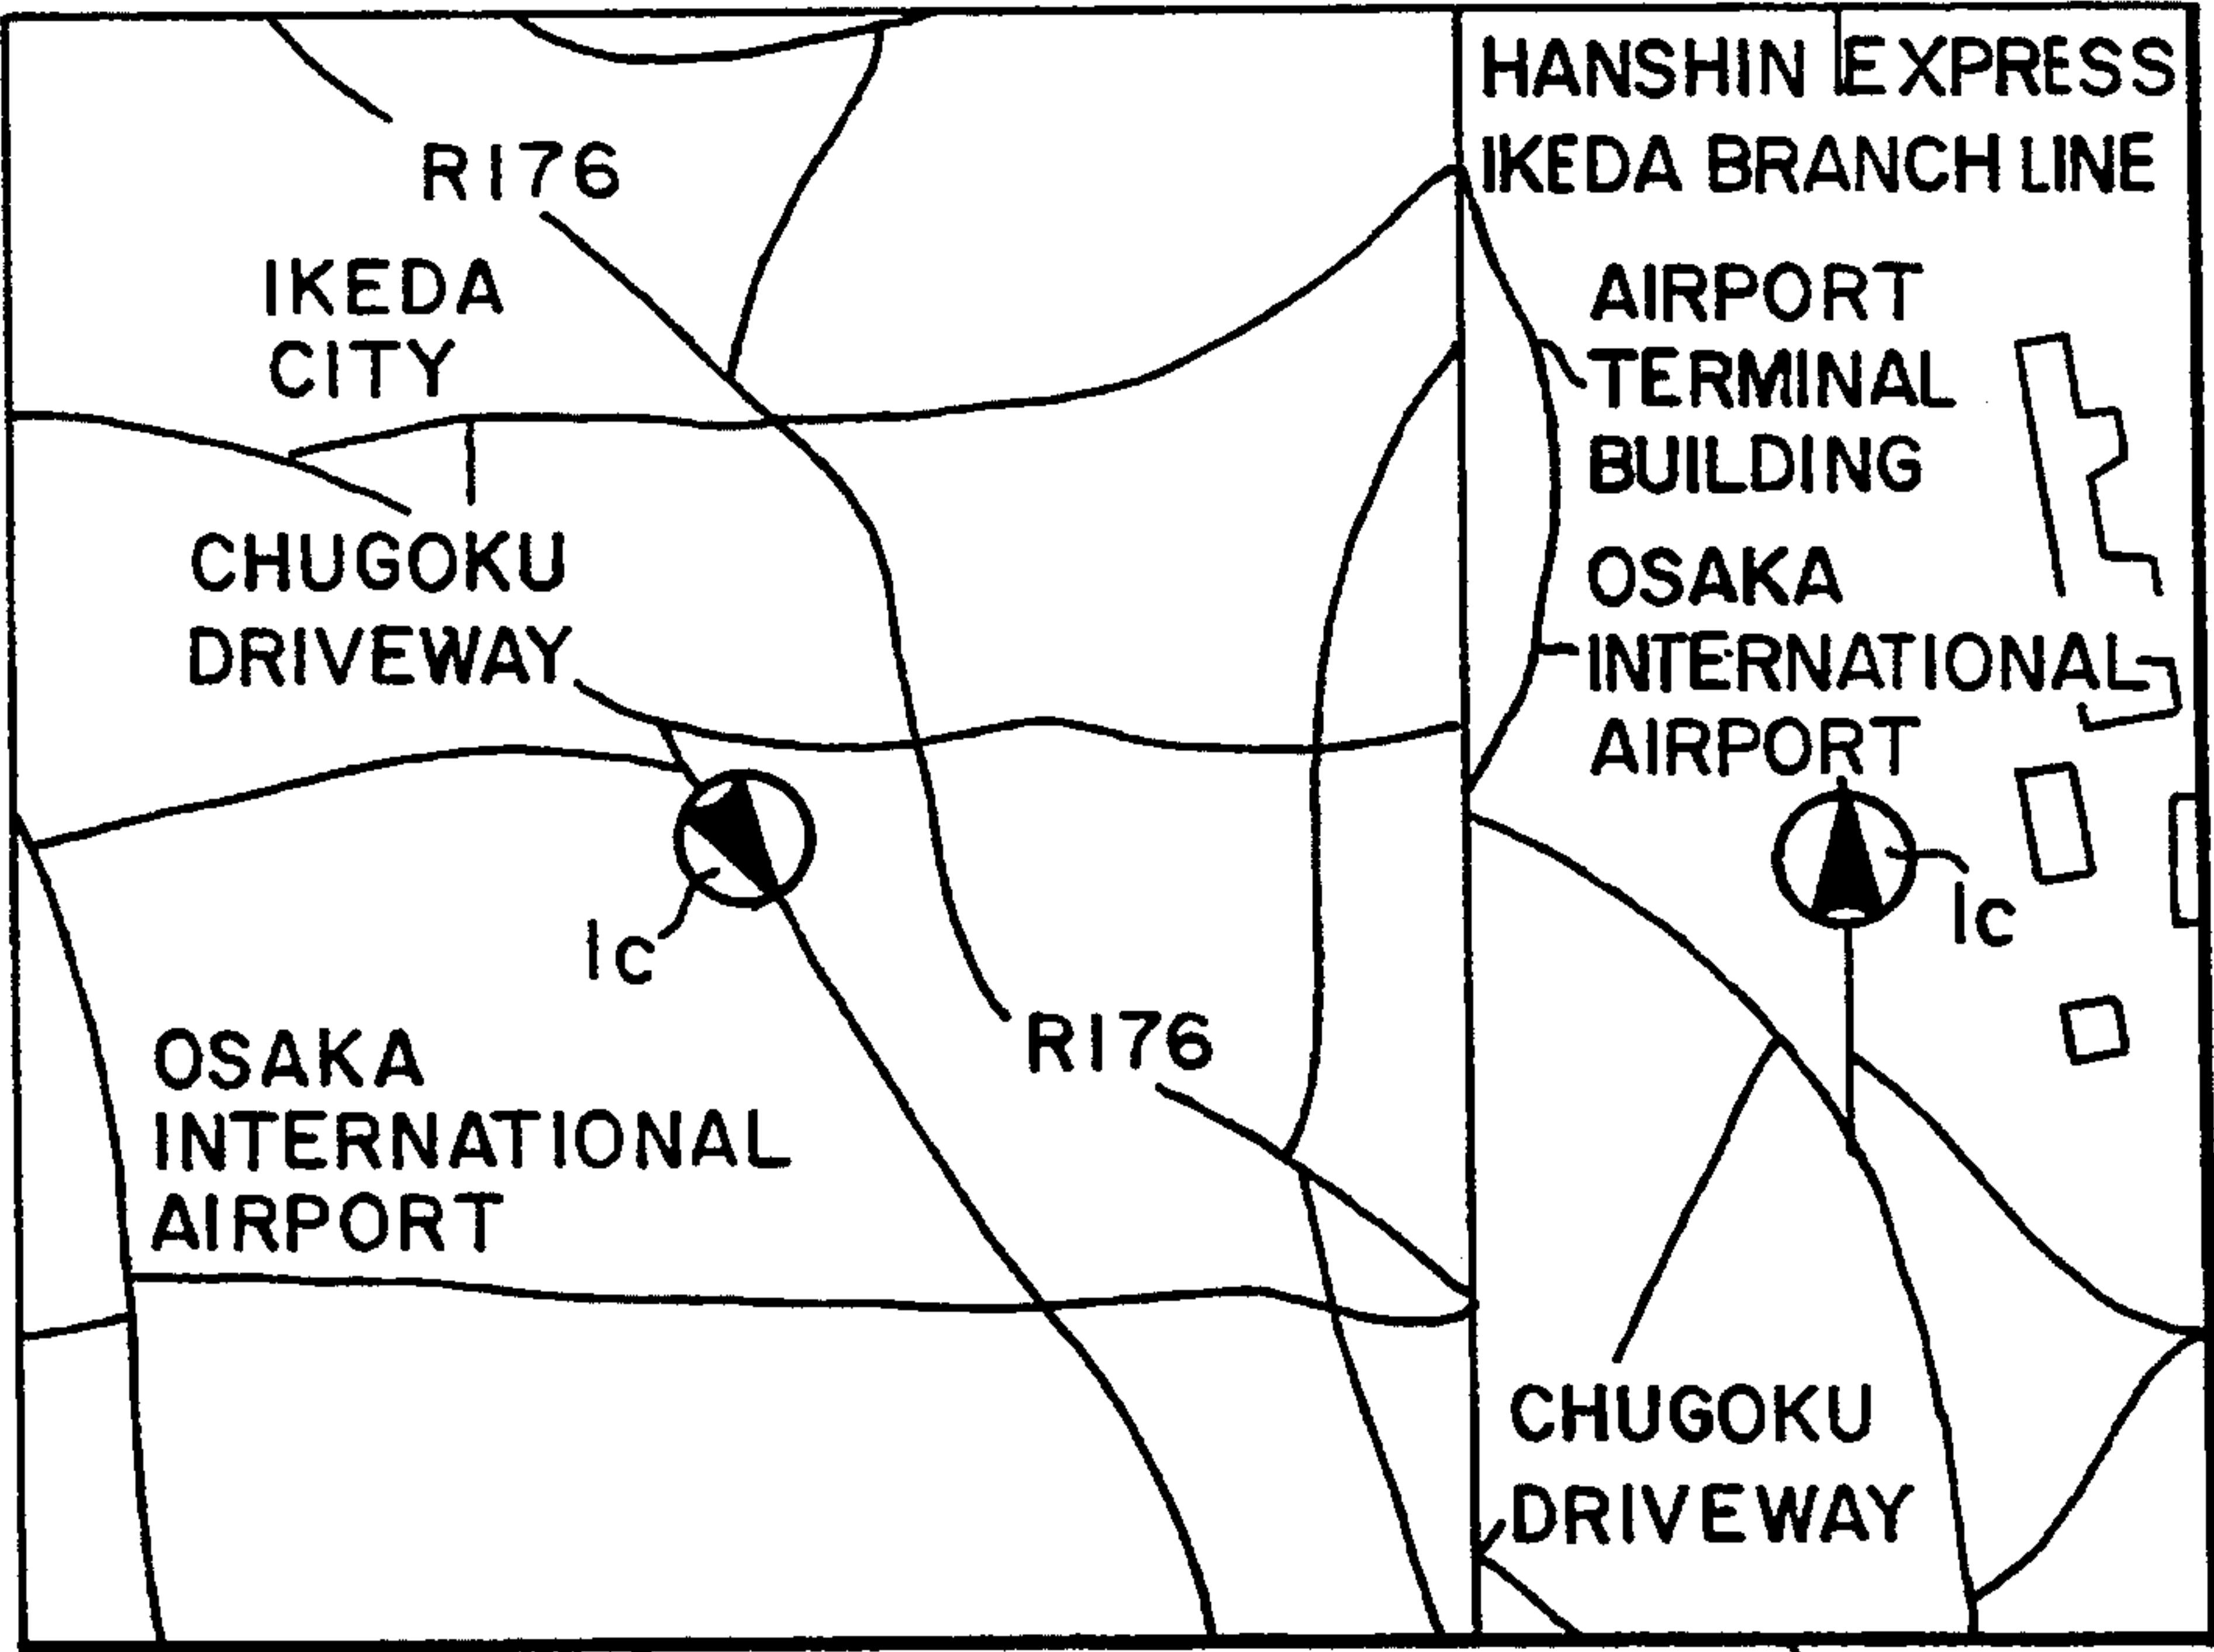 R176
IKEDA
CITY
CHUGOKU
DRIVEWAY
1c
R176
OSAKA
INTERNATIONAL
AIRPORT
HANSHIN EXPRESS
IKEDA BRANCH LINE
AIRPORT
TERMINAL
BUILDING
OSAKA
INTERNATIONAL
AIRPORT
1c
CHUGOKU
DRIVEWAY